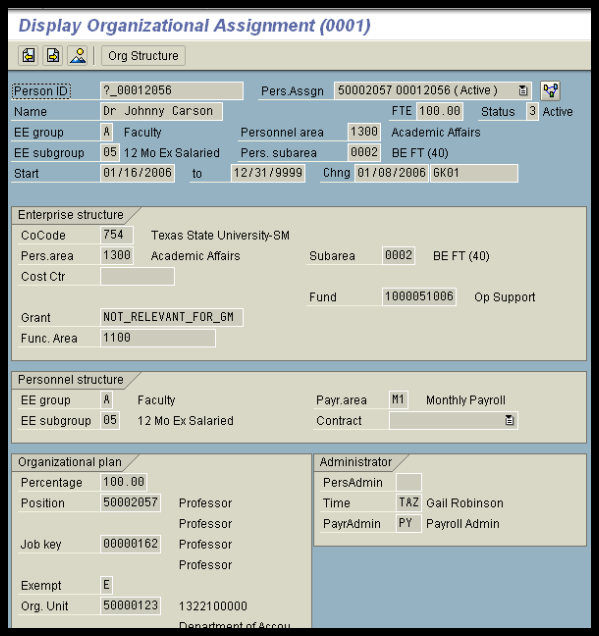 Display Organizational Assignment (0001)
Org Structure
Person ID ?_00012056 Pers.Assgn 50002057 00012056 ( Active )
Name Dr Johnny Carson FTE 100.00 Status 3 Active
EE group A Faculty Personnel area 1300 Academic Affairs
EE subgroup 05 12 Mo Ex Salaried Pers. subarea 0002 BE FT (40)
Start 01/16/2006 to 12/31/9999 Chng 01/08/2006 GK01
Enterprise structure
CoCode 754 Texas State University-SM
Pers.area 1300 Academic Affairs Subarea 0002 BE FT (40)
Cost Ctr
Fund 1000051006 Op Support
Grant NOT_RELEVANT_FOR_GM
Func. Area 1100
Personnel structure
EE group A Faculty Payr.area M1 Monthly Payroll
EE subgroup 05 12 Mo Ex Salaried Contract
Organizational plan Administrator
Percentage 100.00 PersAdmin
Position 50002057 Professor Time TAZ Gail Robinson
Professor PayrAdmin PY Payroll Admin
Job key 00000162 Professor
Professor
Exempt E
Org. Unit 50000123 1322100000
Department of Accou